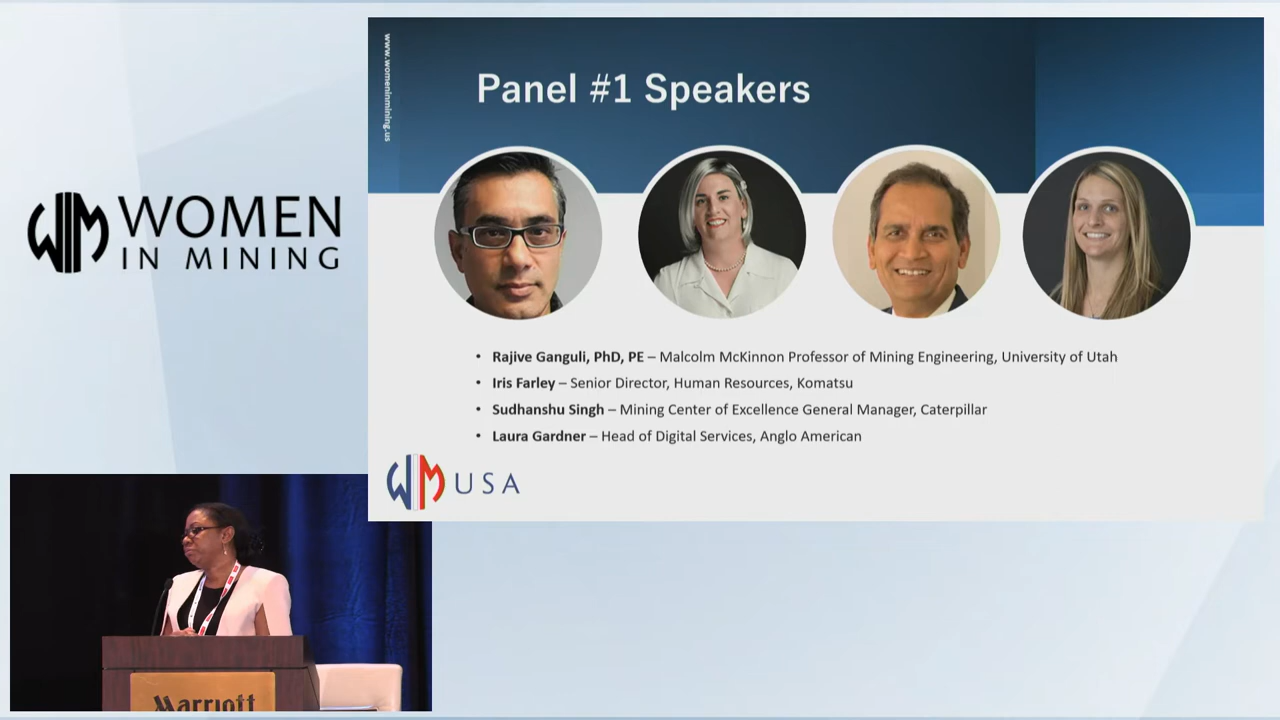 WIM WOMEN
IN MINING
www.womeninmining.us
Panel #1 Speakers
• Rajive Ganguli, PhD, PE – Malcolm McKinnon Professor of Mining Engineering, University of Utah
• Iris Farley – Senior Director, Human Resources, Komatsu
• Sudhanshu Singh – Mining Center of Excellence General Manager, Caterpillar
• Laura Gardner – Head of Digital Services, Anglo American
WIM USA
Marriott